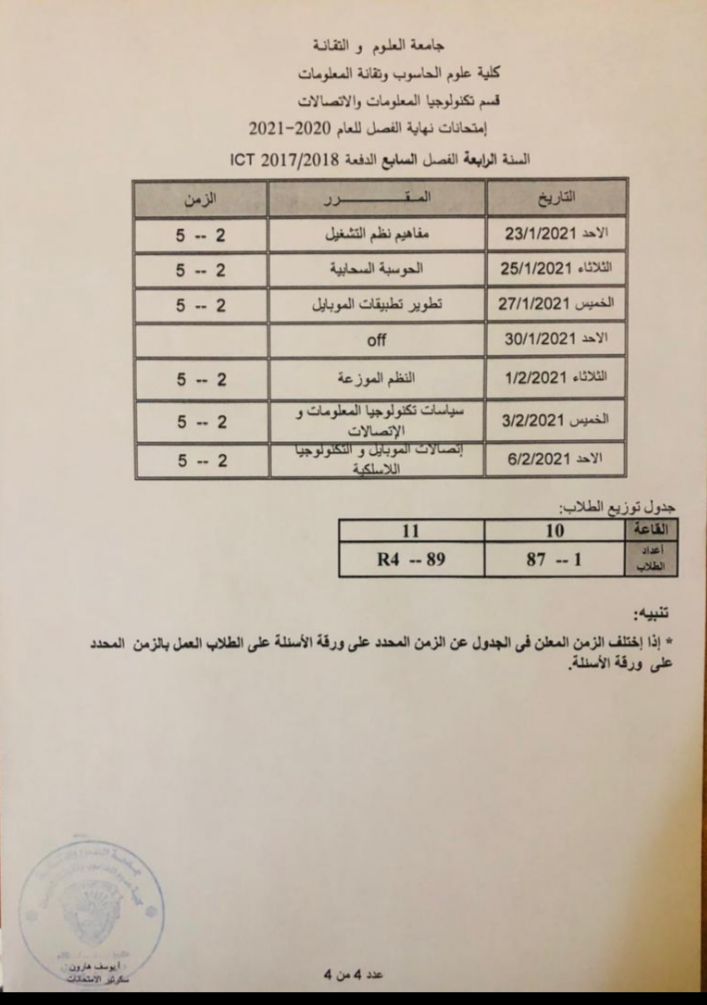 جامعة العلوم و التقانة
كلية علوم الحاسوب وتقانة المعلومات
قسم تكنولوجيا المعلومات والاتصالات
إمتحانات نهاية الفصل للعام 2020-2021
السنة الرابعة الفصل السابع الدفعة 2017/2018 ICT
التاريخ المـقــــــــــرر الزمن
الاحد 23/1/2021 مفاهيم نظم التشغيل 2 -- 5
الثلاثاء 25/1/2021 الحوسبة السحابية 2 -- 5
الخميس 27/1/2021 تطوير تطبيقات الموبايل 2 -- 5
الاحد 30/1/2021 off
الثلاثاء 1/2/2021 النظم الموزعة 2 -- 5
الخميس 3/2/2021 سياسات تكنولوجيا المعلومات و 2 -- 5
الإتصالات
الاحد 6/2/2021 إتصالات الموبايل و التكنولوجيا 2 -- 5
اللاسلكية
جدول توزيع الطلاب:
القاعة 10 11
أعداد 1 -- 87 89 -- R4
الطلاب
تنبيه:
* إذا إختلف الزمن المعلن في الجدول عن الزمن المحدد على ورقة الأسئلة على الطلاب العمل بالزمن المحدد
على ورقة الأسئلة.
أ.يوسف هارون
سكرتير الامتحانات
عدد 4 من 4